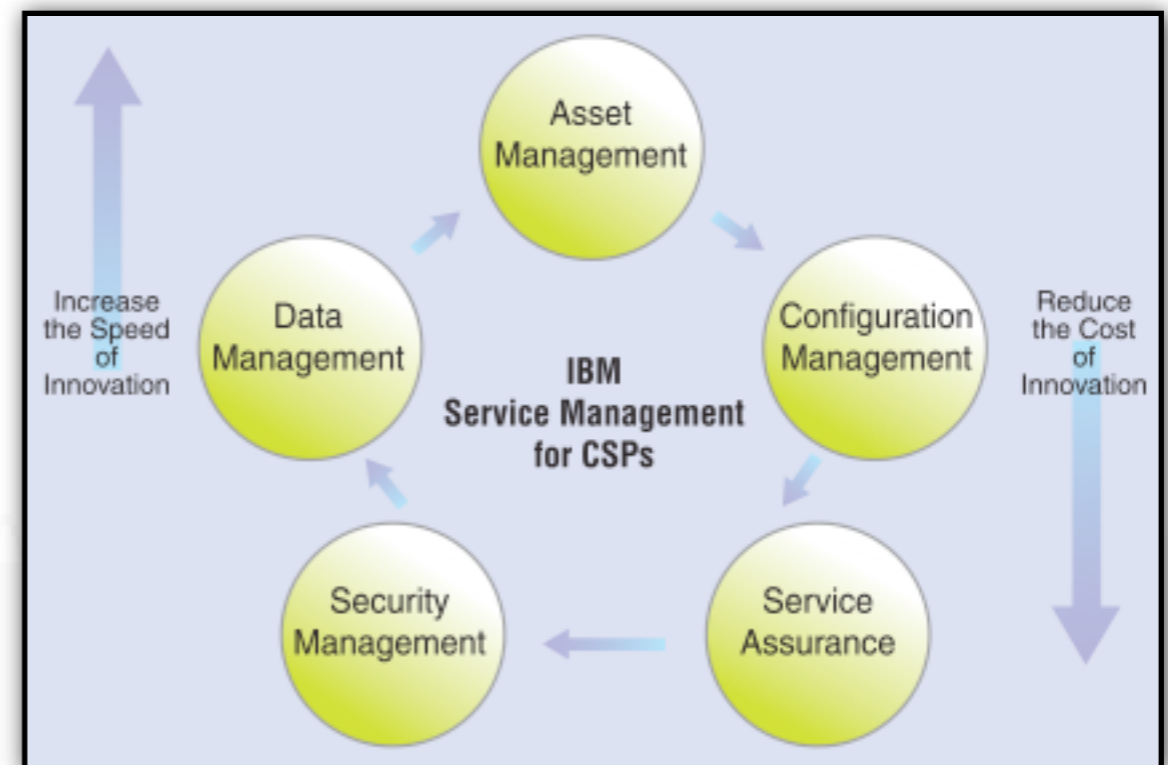 Asset
Management
Data
Management
Configuration
Management
Increase
the Speed
of
Innovation
Reduce
the Cost
of
Innovation
IBM
Service Management
for CSPs
Security
Management
Service
Assurance